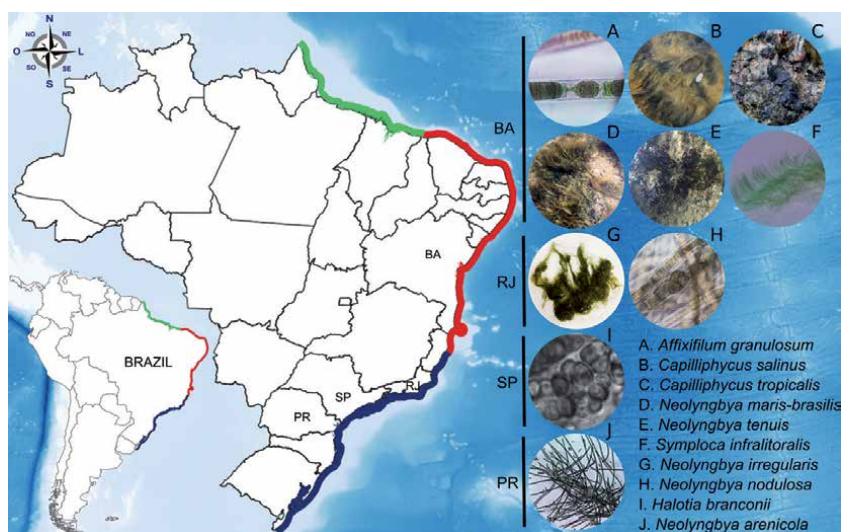 N
NO NE
O L
SO SE
S
BA
SP
RJ
PR
BRAZIL
BA
RJ
SP
PR
A
B
C
D
E
F
G
H
I
J
A. Affixifilum granulosum
B. Capilliphycus salinus
C. Capilliphycus tropicalis
D. Neolyngbya maris-brasilis
E. Neolyngbya tenuis
F. Symploca infralitoralis
G. Neolyngbya irregularis
H. Neolyngbya nodulosa
I. Halotia branconii
J. Neolyngbya arenicola